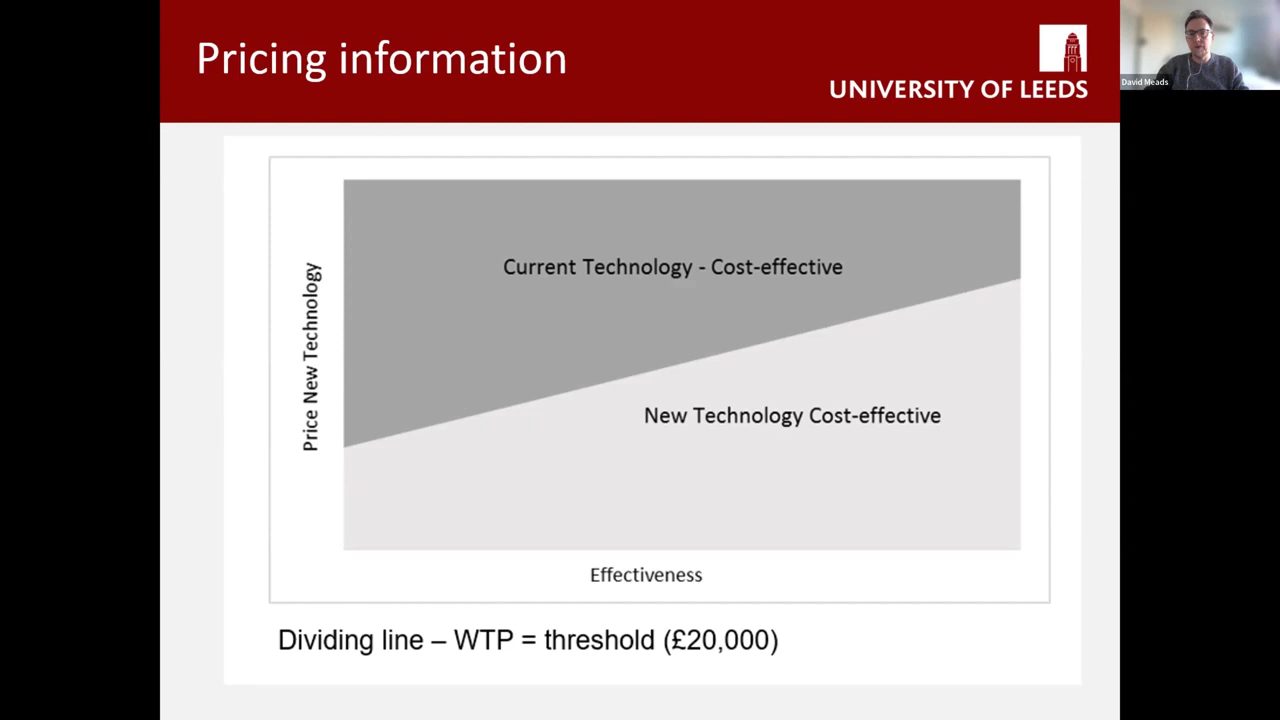 Pricing information
UNIVERSITY OF LEEDS
David Meads
Price New Technology
Current Technology - Cost-effective
New Technology Cost-effective
Effectiveness
Dividing line – WTP = threshold (£20,000)